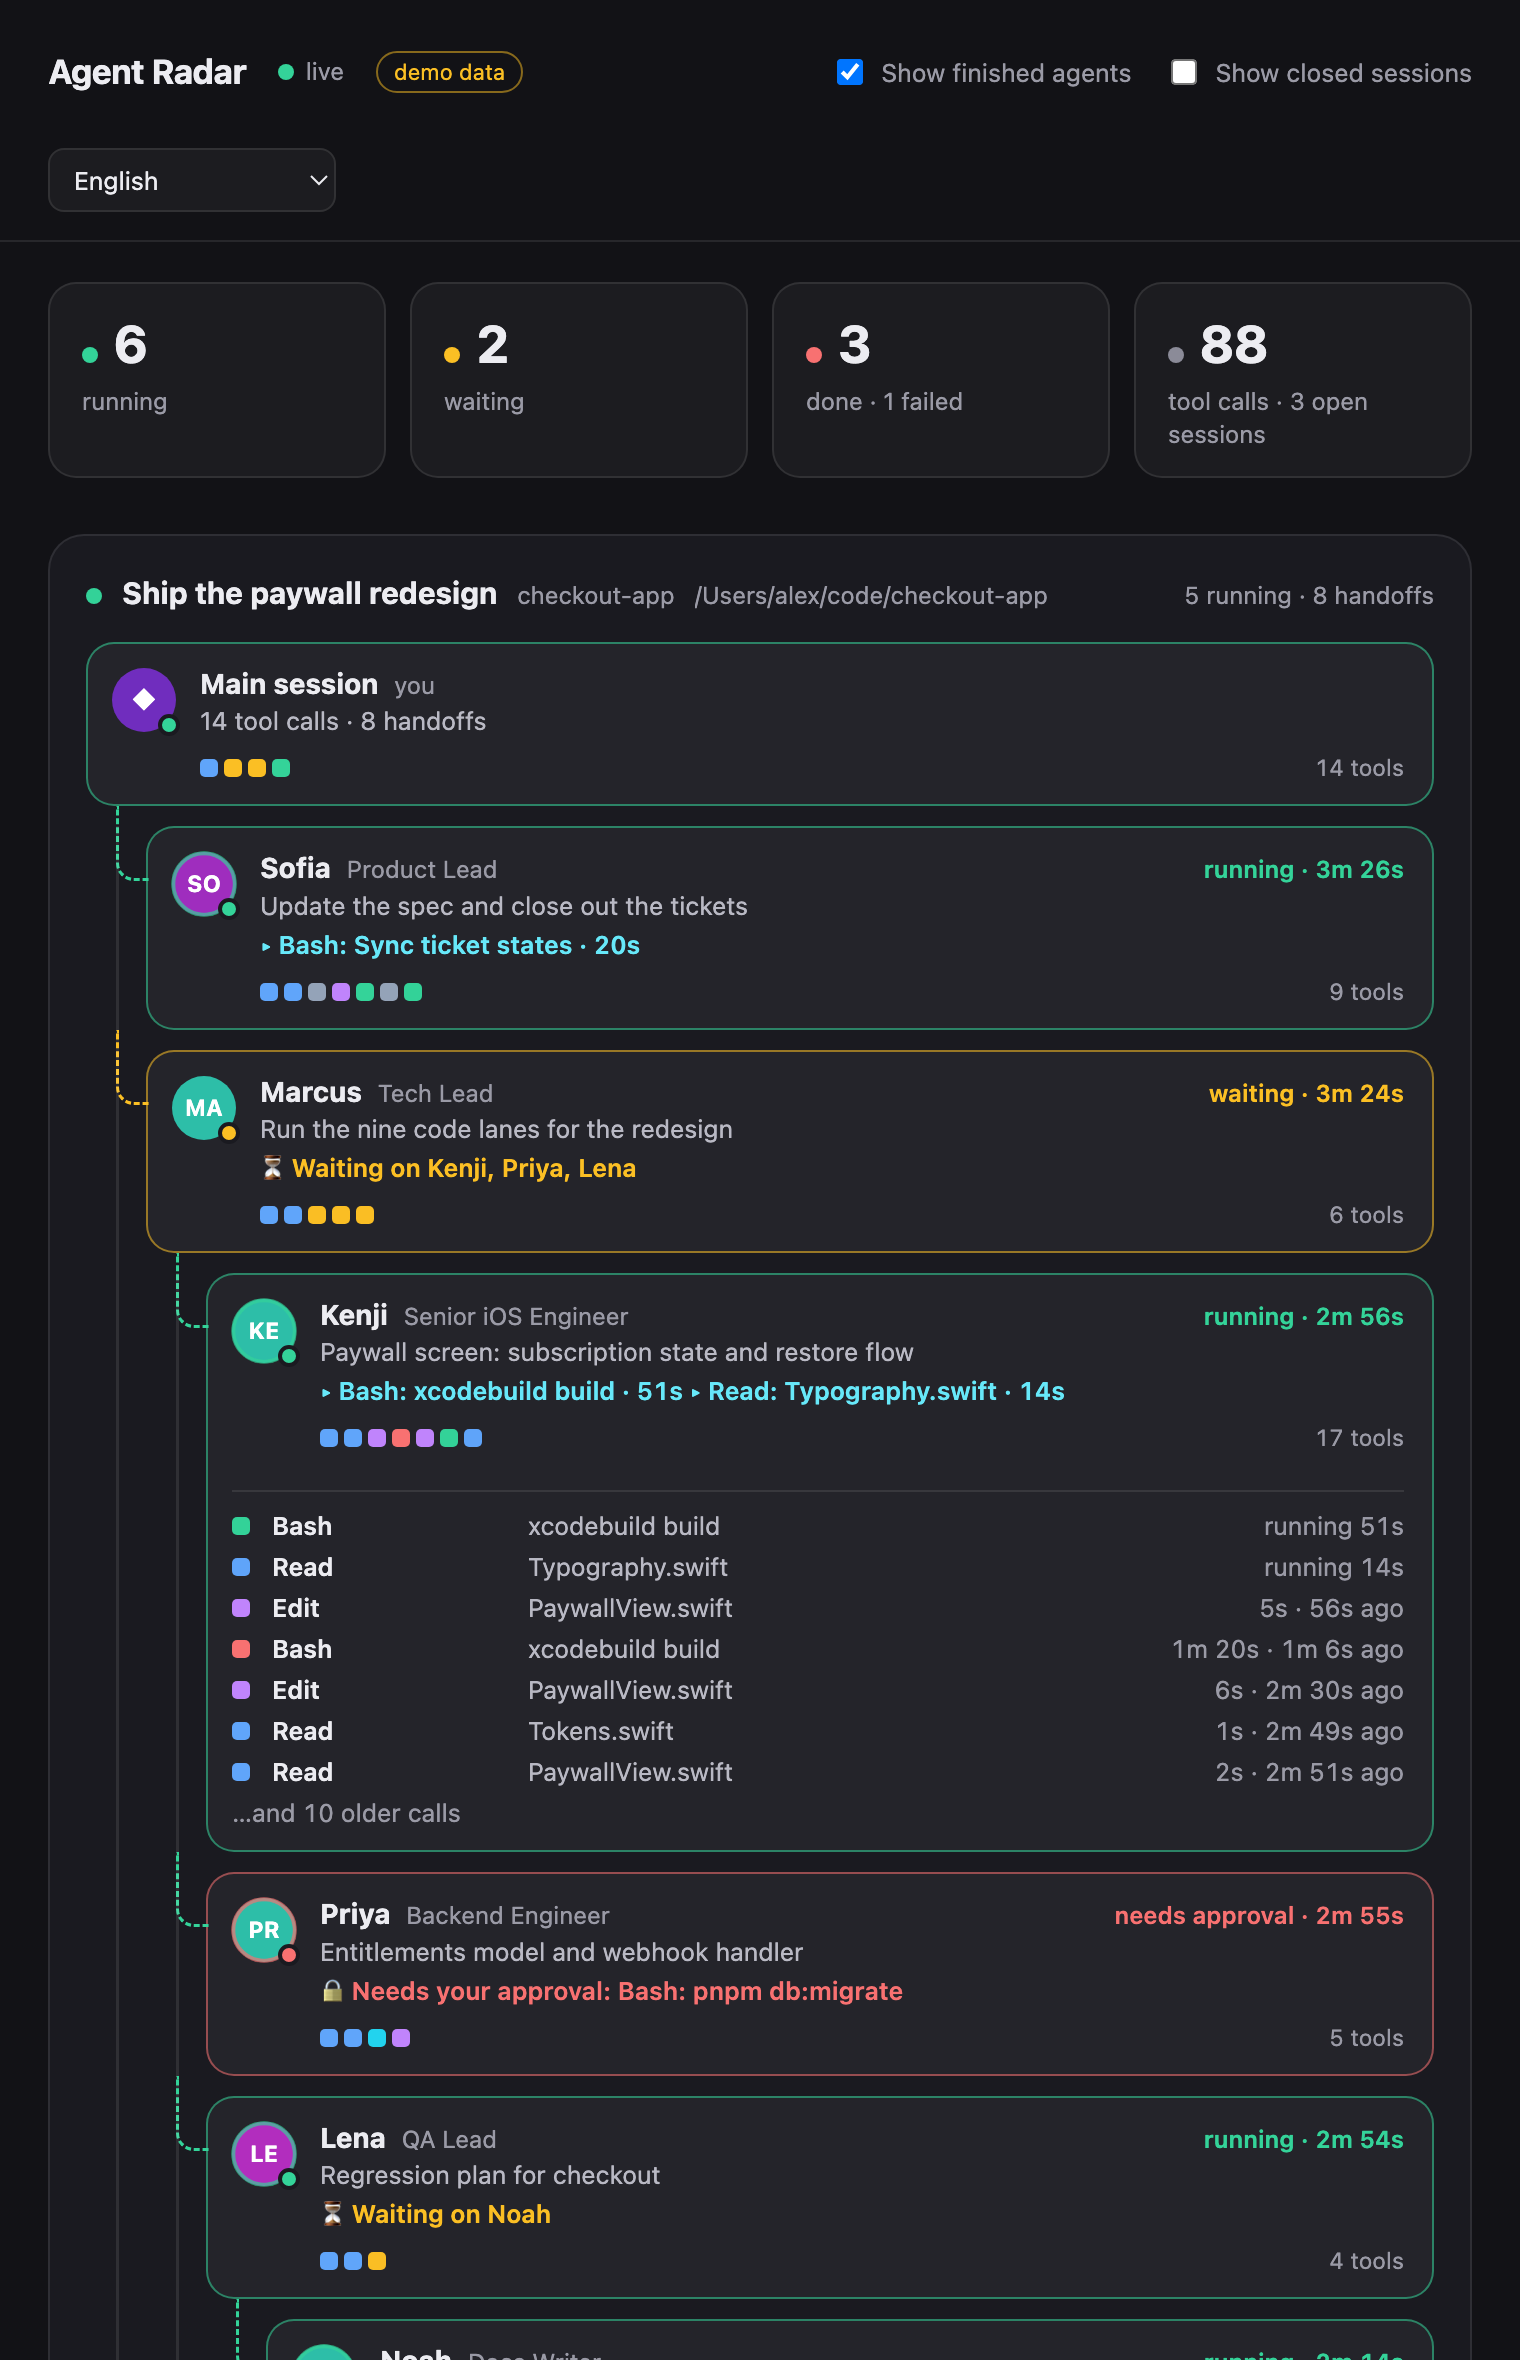 Agent Radar live demo data Show finished agents Show closed sessions
English
6
running
2
waiting
3
done · 1 failed
88
tool calls · 3 open
sessions
Ship the paywall redesign checkout-app /Users/alex/code/checkout-app 5 running · 8 handoffs
Main session you
14 tool calls · 8 handoffs
14 tools
SO
Sofia Product Lead running · 3m 26s
Update the spec and close out the tickets
▸ Bash: Sync ticket states · 20s
9 tools
MA
Marcus Tech Lead waiting · 3m 24s
Run the nine code lanes for the redesign
⏳ Waiting on Kenji, Priya, Lena
6 tools
KE
Kenji Senior iOS Engineer running · 2m 56s
Paywall screen: subscription state and restore flow
▸ Bash: xcodebuild build · 51s ▸ Read: Typography.swift · 14s
17 tools
Bash xcodebuild build running 51s
Read Typography.swift running 14s
Edit PaywallView.swift 5s · 56s ago
Bash xcodebuild build 1m 20s · 1m 6s ago
Edit PaywallView.swift 6s · 2m 30s ago
Read Tokens.swift 1s · 2m 49s ago
Read PaywallView.swift 2s · 2m 51s ago
…and 10 older calls
PR
Priya Backend Engineer needs approval · 2m 55s
Entitlements model and webhook handler
🔒 Needs your approval: Bash: pnpm db:migrate
5 tools
LE
Lena QA Lead running · 2m 54s
Regression plan for checkout
⏳ Waiting on Noah
4 tools
Noah Docs Writer running · 2m 14s